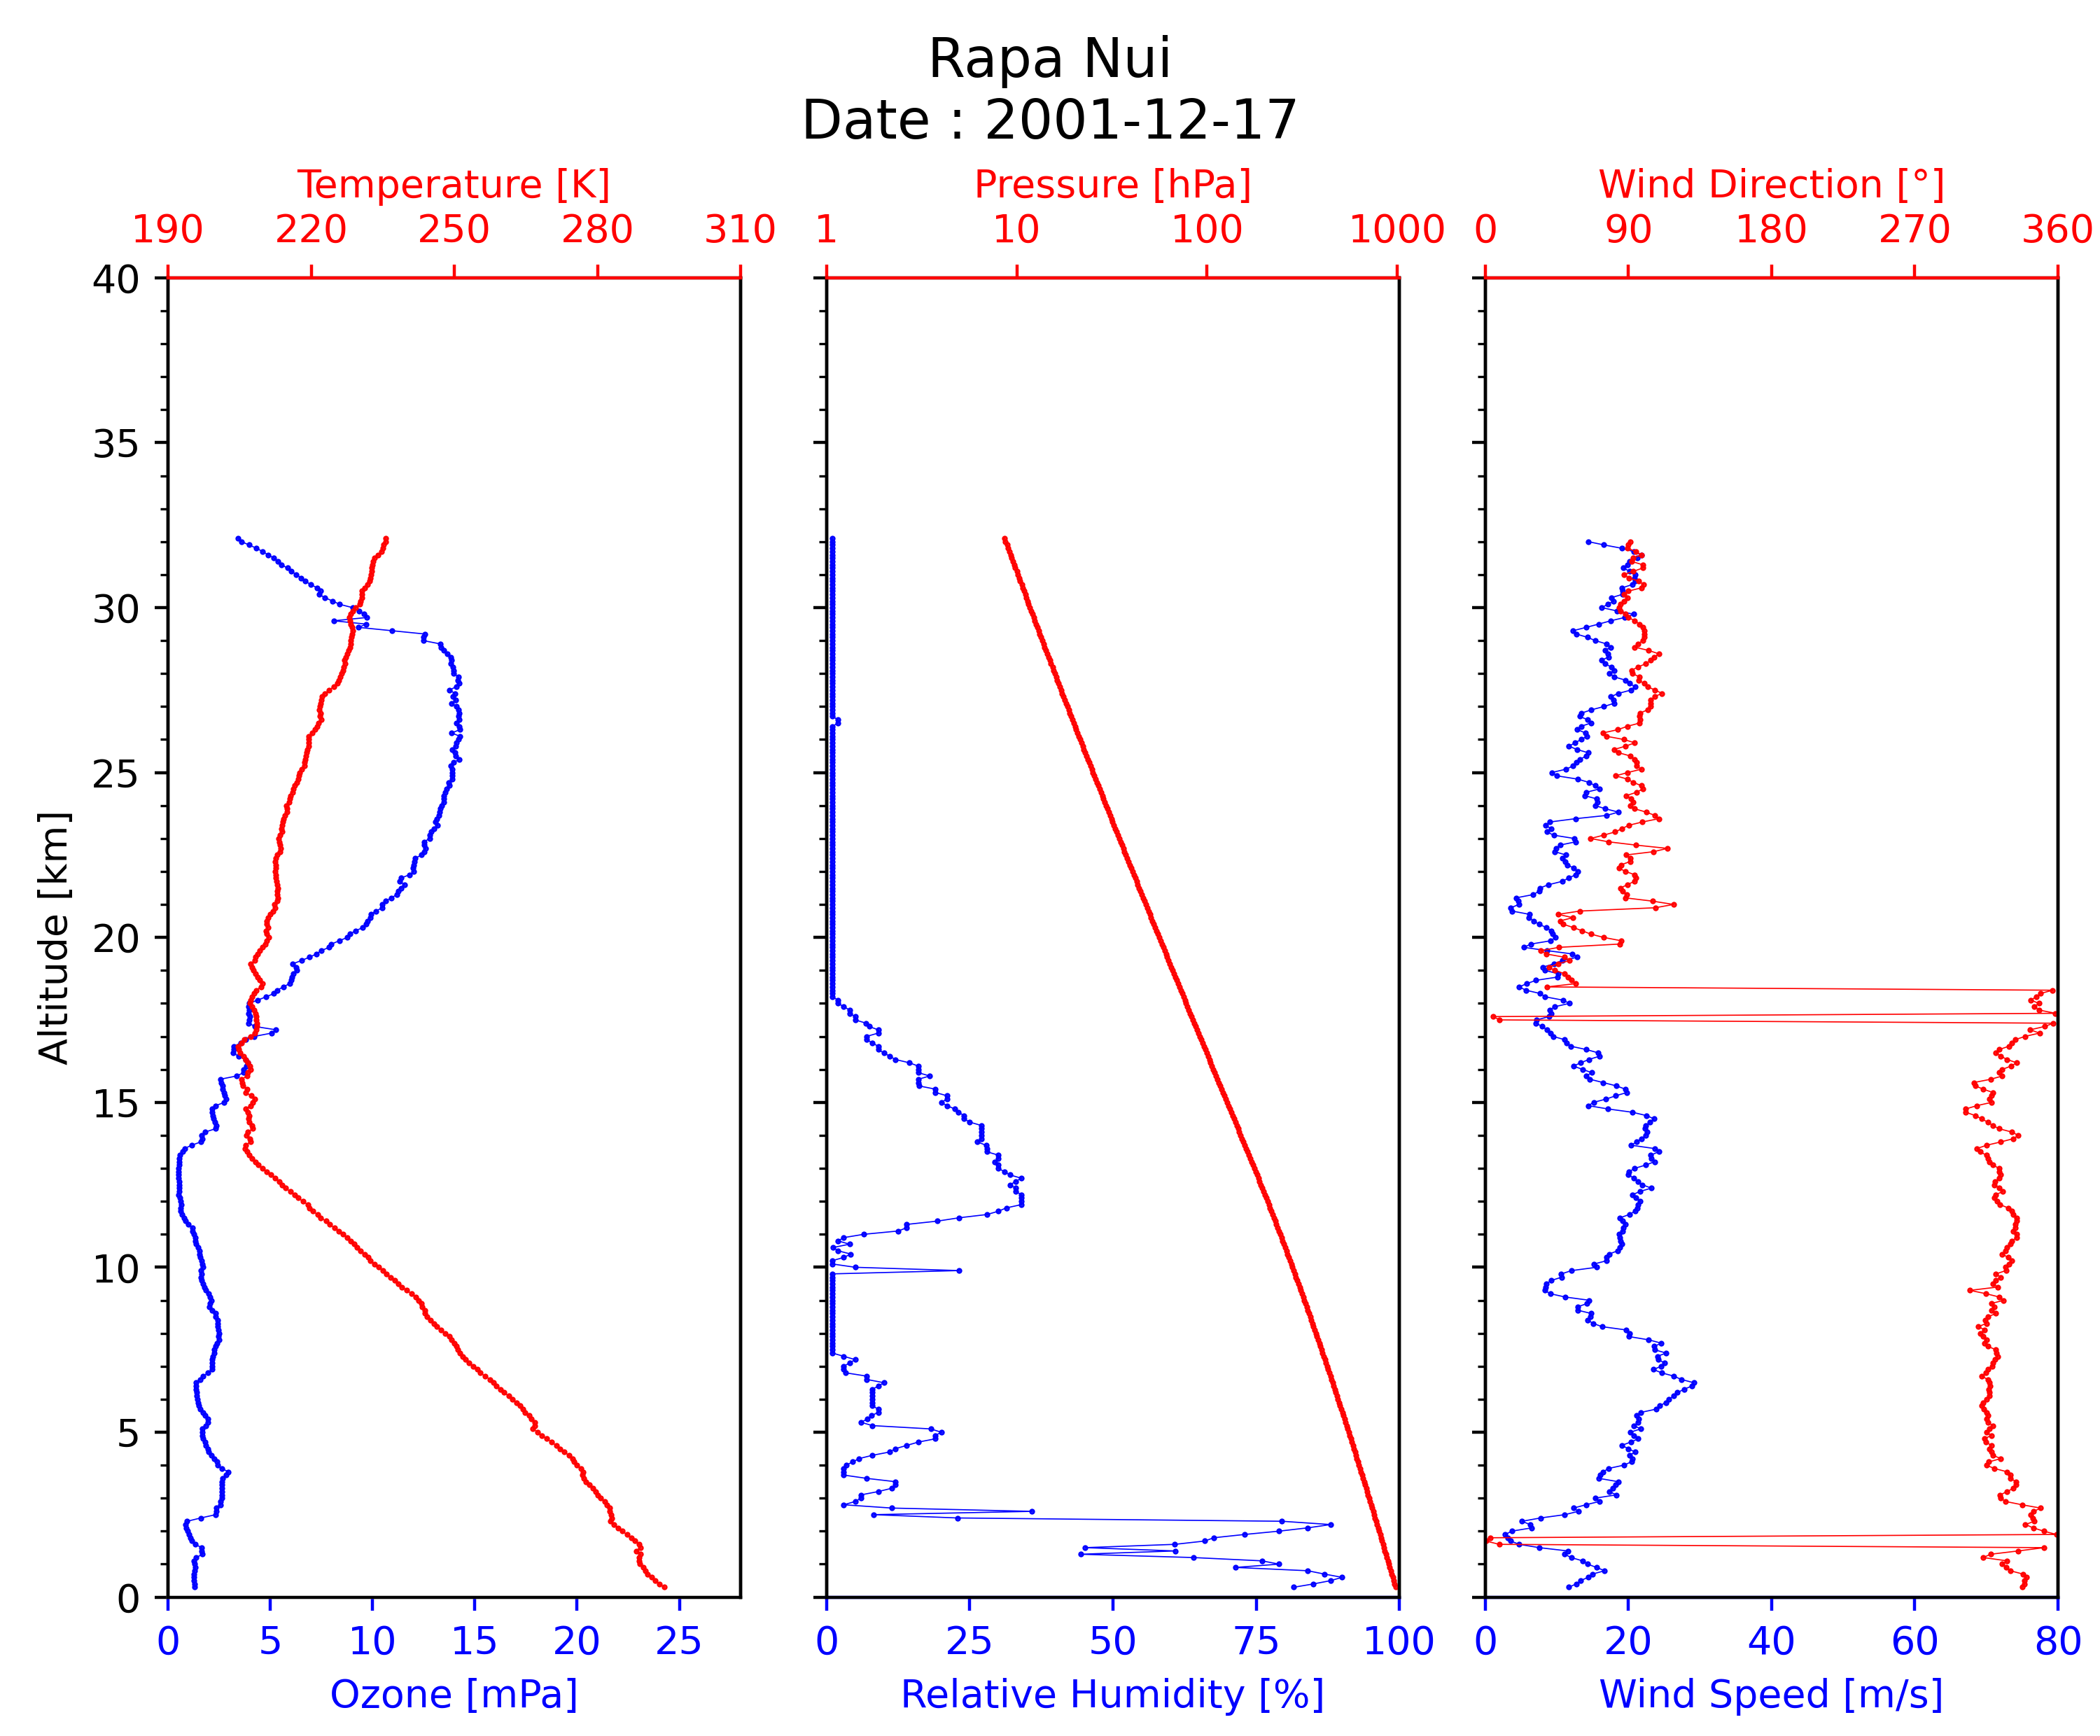 Rapa Nui
Date : 2001-12-17
Temperature [K]
190 220 250 280 310
Pressure [hPa]
1 10 100 1000
Wind Direction [°]
0 90 180 270 360
Altitude [km]
40
35
30
25
20
15
10
5
0
0 5 10 15 20 25
Ozone [mPa]
0 25 50 75 100
Relative Humidity [%]
0 20 40 60 80
Wind Speed [m/s]